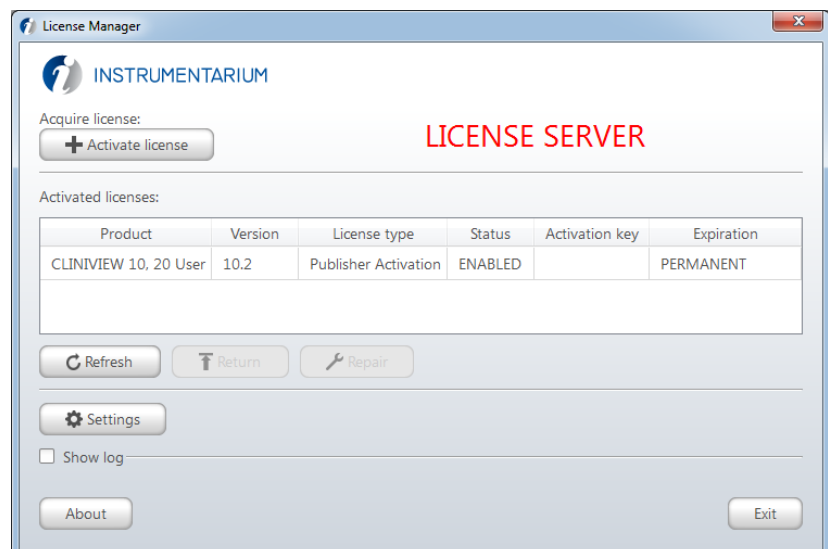 License Manager
INSTRUMENTARIUM
Acquire license:
Activate license
LICENSE SERVER
Activated licenses:
Product Version License type Status Activation key Expiration
CLINIVIEW 10, 20 User 10.2 Publisher Activation ENABLED PERMANENT
Refresh Return Repair
Settings
Show log
About Exit